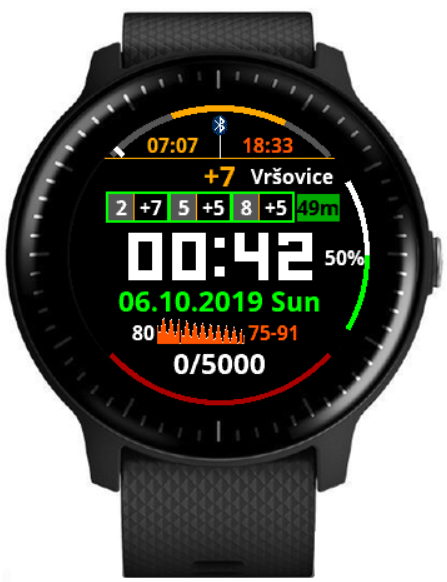 07:07 18:33
+7 Vršovice
2 +7 5 +5 8 +5 49m
00:42 50%
06.10.2019 Sun
80 75-91
0/5000